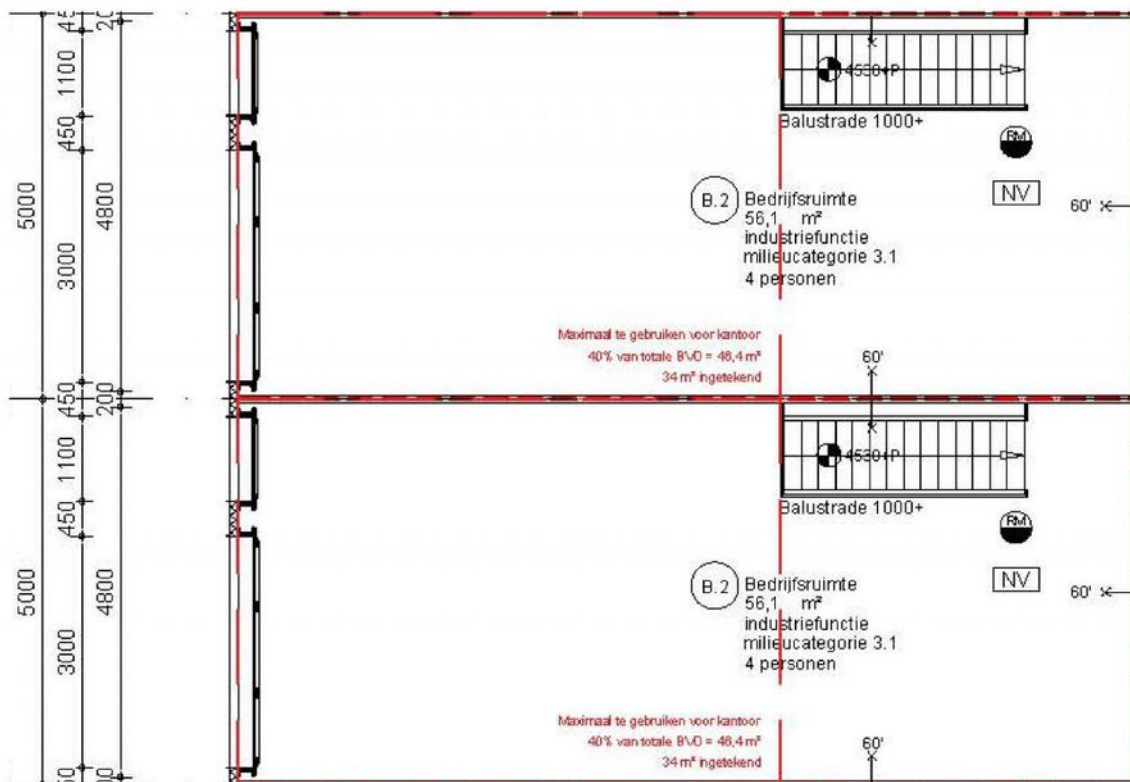 45
20
1100
450
5000
4800
3000
450
200
4530+P
Balustrade 1000+
RM
NV
60'
B.2
Bedrijfsruimte
56,1 m²
industriefunctie
milieucategorie 3.1
4 personen
Maximaal te gebruiken voor kantoor
40% van totale BVO = 46,4 m²
34 m² ingetekend
60'
1100
450
5000
4800
3000
4530+P
Balustrade 1000+
RM
NV
60'
B.2
Bedrijfsruimte
56,1 m²
industriefunctie
milieucategorie 3.1
4 personen
Maximaal te gebruiken voor kantoor
40% van totale BVO = 46,4 m²
34 m² ingetekend
60'